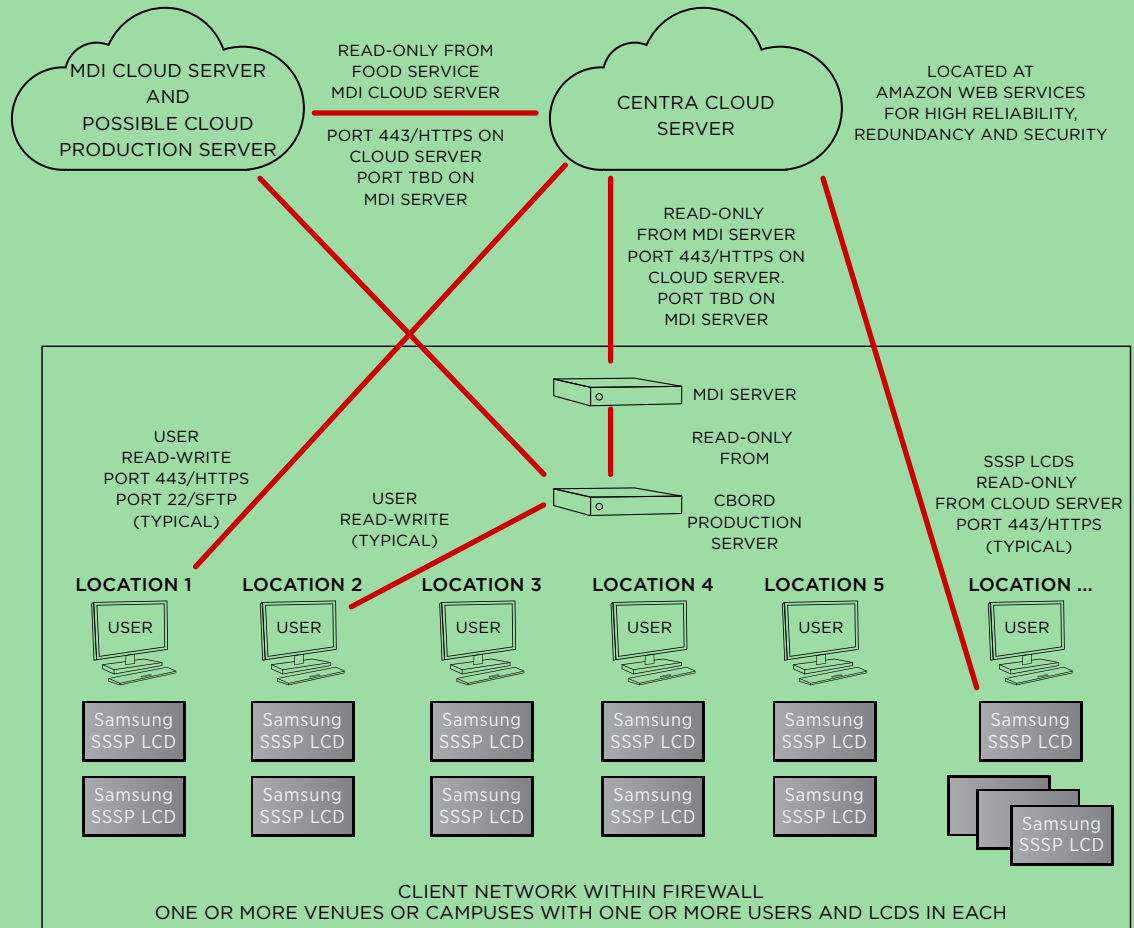 MDI CLOUD SERVER
AND
POSSIBLE CLOUD
PRODUCTION SERVER
READ-ONLY FROM
FOOD SERVICE
MDI CLOUD SERVER
PORT 443/HTTPS ON
CLOUD SERVER
PORT TBD ON
MDI SERVER
CENTRA CLOUD
SERVER
LOCATED AT
AMAZON WEB SERVICES
FOR HIGH RELIABILITY,
REDUNDANCY AND SECURITY
READ-ONLY
FROM MDI SERVER
PORT 443/HTTPS ON
CLOUD SERVER.
PORT TBD ON
MDI SERVER
MDI SERVER
READ-ONLY
FROM
CBORD
PRODUCTION
SERVER
USER
READ-WRITE
PORT 443/HTTPS
PORT 22/SFTP
(TYPICAL)
USER
READ-WRITE
(TYPICAL)
SSSP LCDS
READ-ONLY
FROM CLOUD SERVER
PORT 443/HTTPS
(TYPICAL)
LOCATION 1
LOCATION 2
LOCATION 3
LOCATION 4
LOCATION 5
LOCATION ...
USER
USER
USER
USER
USER
USER
Samsung
SSSP LCD
Samsung
SSSP LCD
Samsung
SSSP LCD
Samsung
SSSP LCD
Samsung
SSSP LCD
Samsung
SSSP LCD
Samsung
SSSP LCD
Samsung
SSSP LCD
Samsung
SSSP LCD
Samsung
SSSP LCD
Samsung
SSSP LCD
Samsung
SSSP LCD
CLIENT NETWORK WITHIN FIREWALL
ONE OR MORE VENUES OR CAMPUSES WITH ONE OR MORE USERS AND LCDS IN EACH